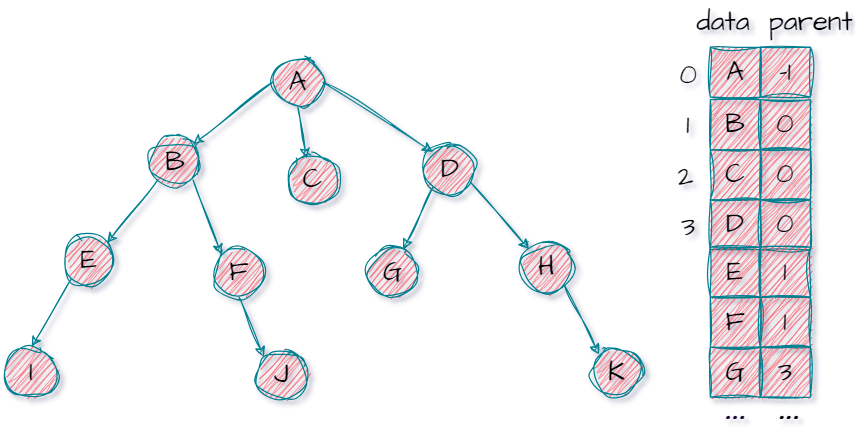 data parent
A
0 A -1
1 B 0
B C D
2 C 0
3 D 0
E F G H
E 1
F 1
I J K
G 3
... ...